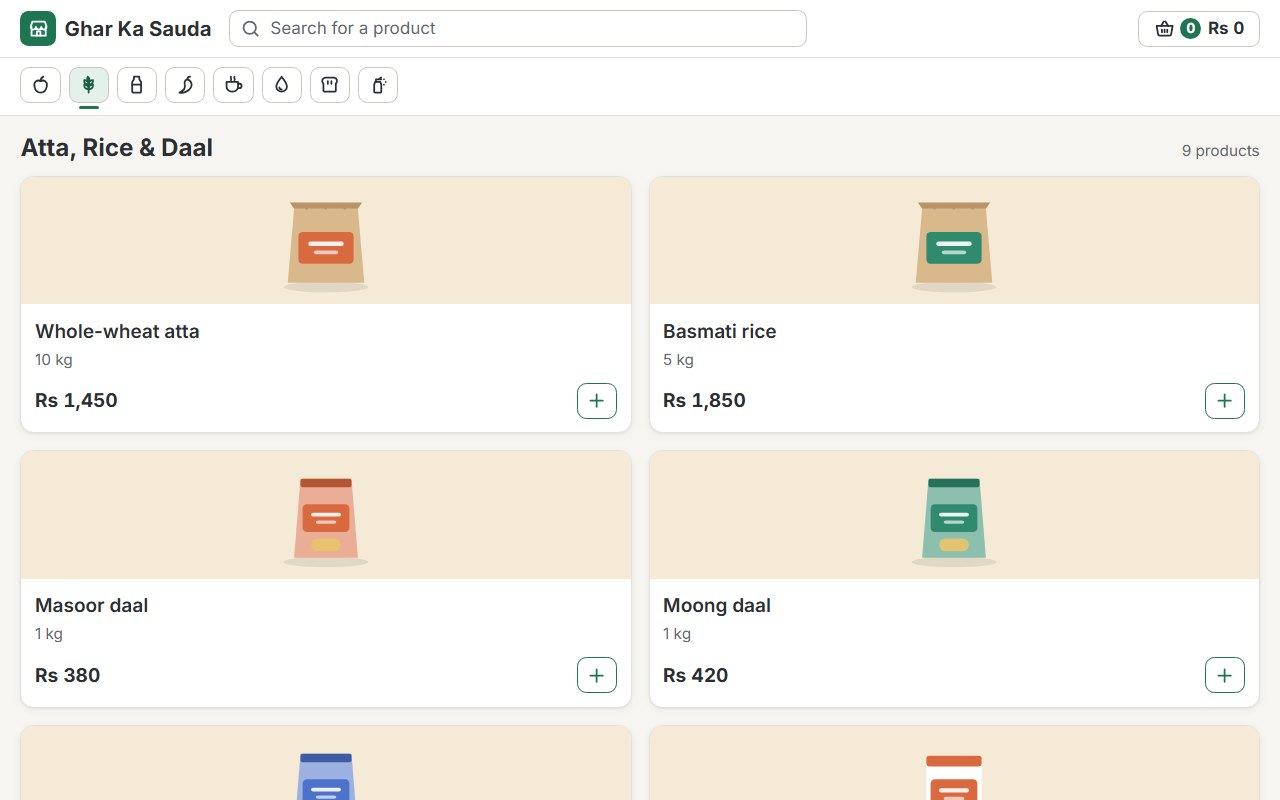 Ghar Ka Sauda
Search for a product
0 Rs 0
Atta, Rice & Daal
9 products
Whole-wheat atta
10 kg
Rs 1,450
Basmati rice
5 kg
Rs 1,850
Masoor daal
1 kg
Rs 380
Moong daal
1 kg
Rs 420